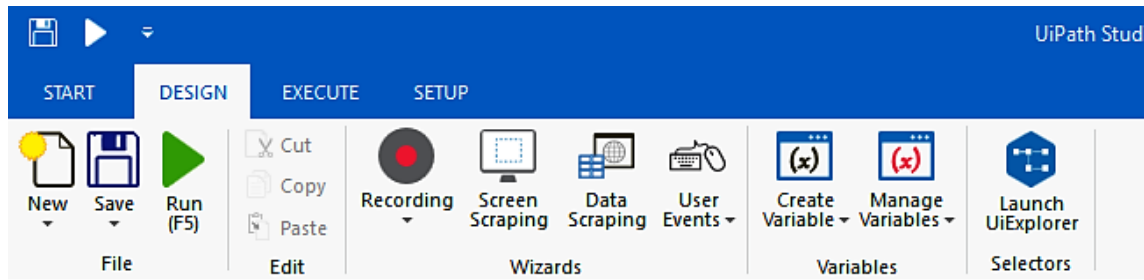 UiPath Stud
START DESIGN EXECUTE SETUP
New Save Run (F5)
Cut
Copy
Paste
Recording Screen Scraping Data Scraping User Events Create Variable Manage Variables Launch UiExplorer
File Edit Wizards Variables Selectors